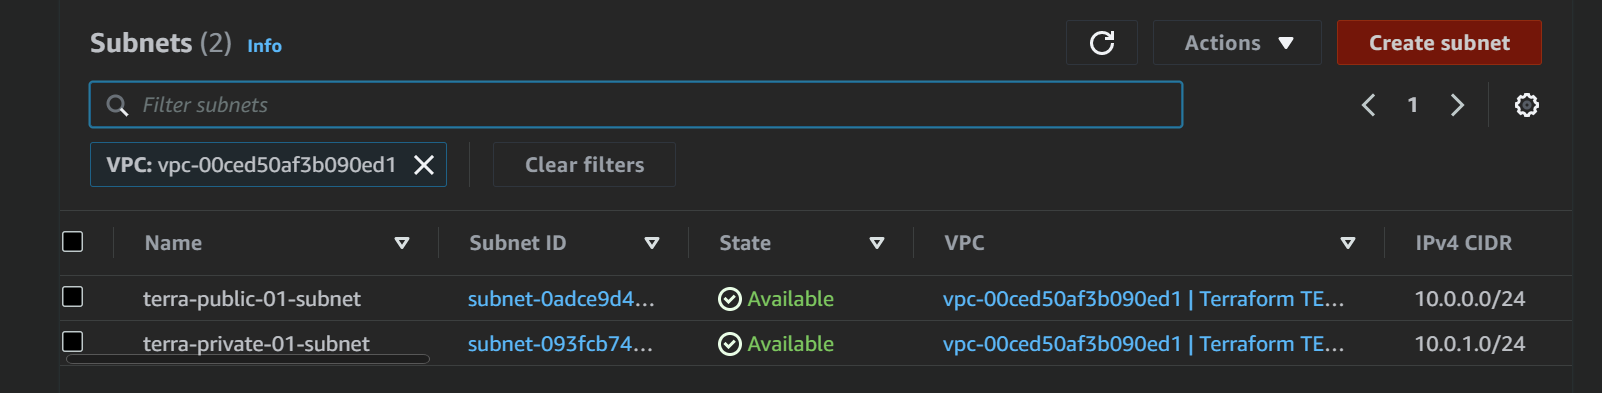 Subnets (2) Info
Actions
Create subnet
Filter subnets
1
VPC: vpc-00ced50af3b090ed1
Clear filters
Name Subnet ID State VPC IPv4 CIDR
terra-public-01-subnet subnet-0adce9d4... Available vpc-00ced50af3b090ed1 | Terraform TE... 10.0.0.0/24
terra-private-01-subnet subnet-093fcb74... Available vpc-00ced50af3b090ed1 | Terraform TE... 10.0.1.0/24